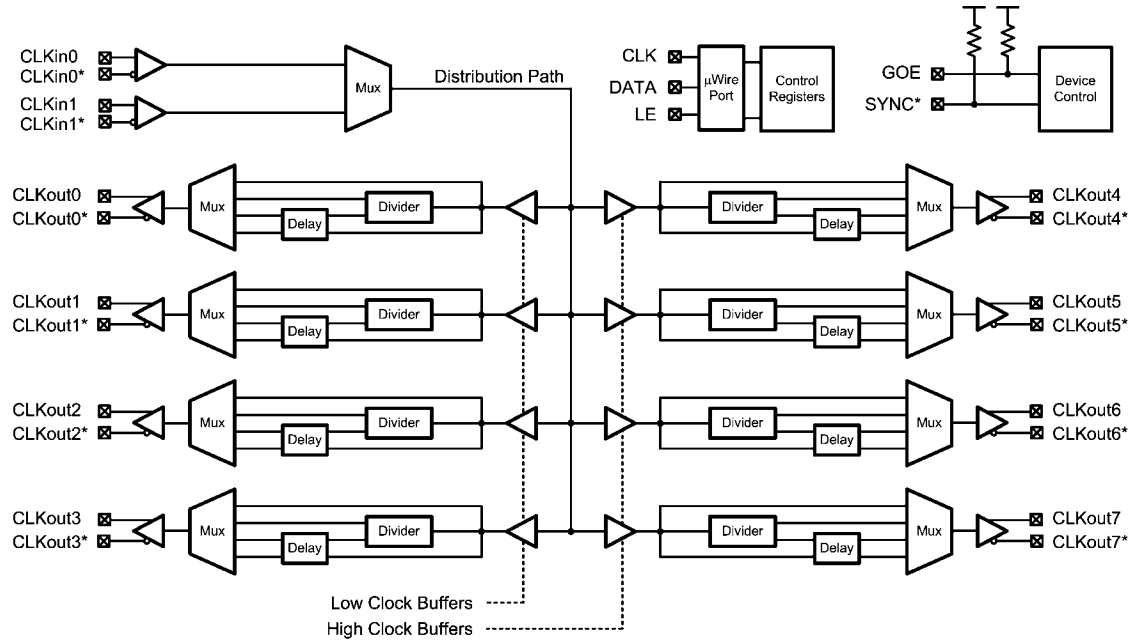 CLKin0
CLKin0*
CLKin1
CLKin1*
Mux
Distribution Path
CLK
DATA
LE
µWire
Port
Control
Registers
GOE
SYNC*
Device
Control
CLKout0
CLKout0*
Mux
Delay
Divider
Divider
Delay
Mux
CLKout4
CLKout4*
CLKout1
CLKout1*
Mux
Delay
Divider
Divider
Delay
Mux
CLKout5
CLKout5*
CLKout2
CLKout2*
Mux
Delay
Divider
Divider
Delay
Mux
CLKout6
CLKout6*
CLKout3
CLKout3*
Mux
Delay
Divider
Divider
Delay
Mux
CLKout7
CLKout7*
Low Clock Buffers
High Clock Buffers